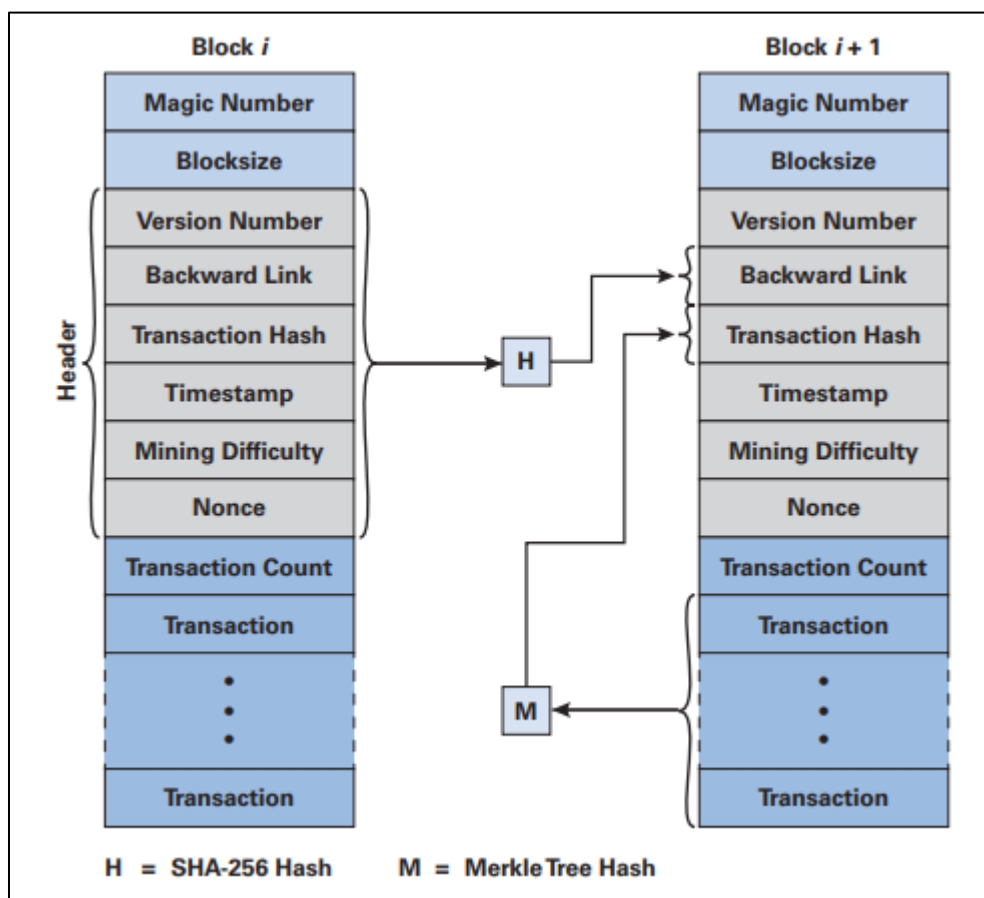 Block i
Magic Number
Blocksize
Version Number
Backward Link
Transaction Hash
Timestamp
Mining Difficulty
Nonce
Transaction Count
Transaction
Transaction
Header
H
M
Block i + 1
Magic Number
Blocksize
Version Number
Backward Link
Transaction Hash
Timestamp
Mining Difficulty
Nonce
Transaction Count
Transaction
Transaction
H = SHA-256 Hash M = Merkle Tree Hash